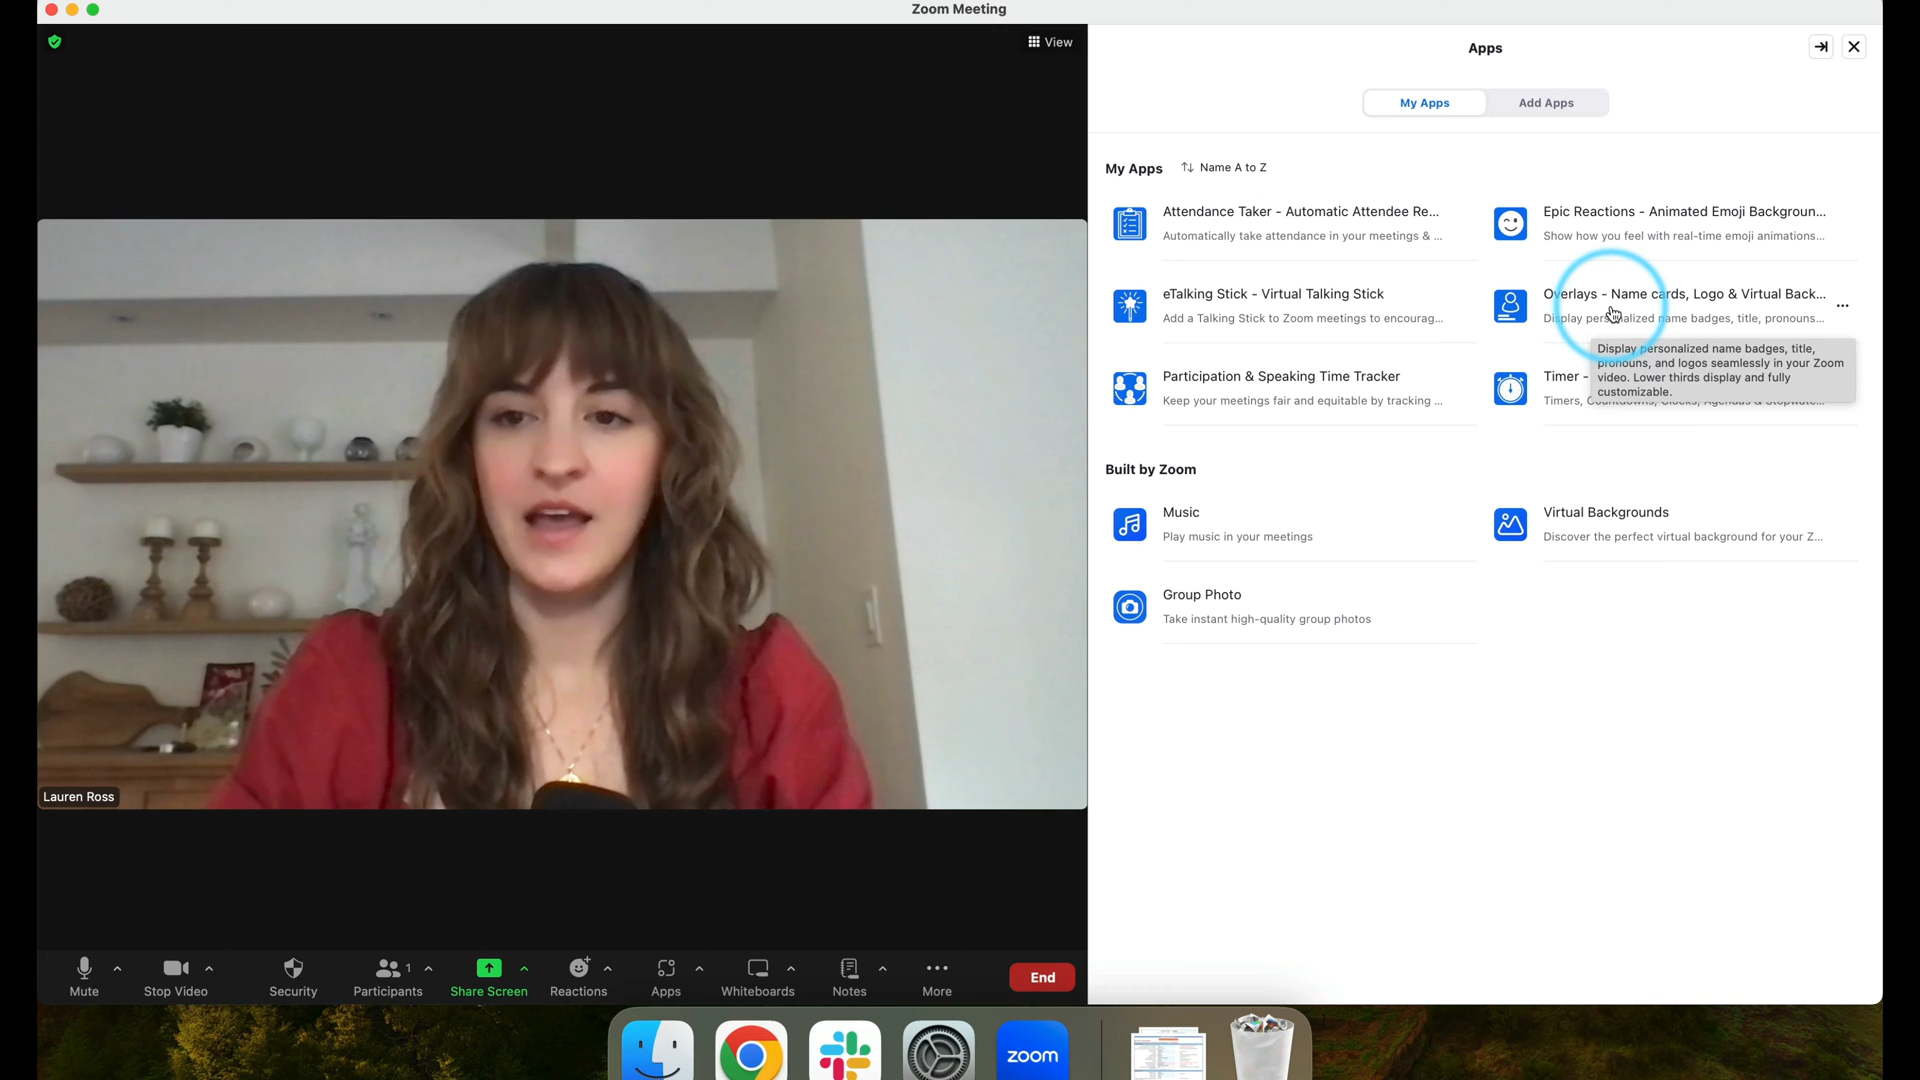 Zoom Meeting
View
Apps
My Apps
Add Apps
My Apps
Name A to Z
Attendance Taker - Automatic Attendee Re...
Automatically take attendance in your meetings & ...
Epic Reactions - Animated Emoji Backgroun...
Show how you feel with real-time emoji animations...
eTalking Stick - Virtual Talking Stick
Add a Talking Stick to Zoom meetings to encourag...
Overlays - Name cards, Logo & Virtual Back...
Display personalized name badges, title, pronouns...
Display personalized name badges, title,
pronouns, and logos seamlessly in your Zoom
video. Lower thirds display and fully
customizable.
Participation & Speaking Time Tracker
Keep your meetings fair and equitable by tracking ...
Timer -
Timers,
Built by Zoom
Music
Play music in your meetings
Virtual Backgrounds
Discover the perfect virtual background for your Z...
Group Photo
Take instant high-quality group photos
Lauren Ross
Mute
Stop Video
Security
1
Participants
Share Screen
Reactions
Apps
Whiteboards
Notes
More
End
zoom